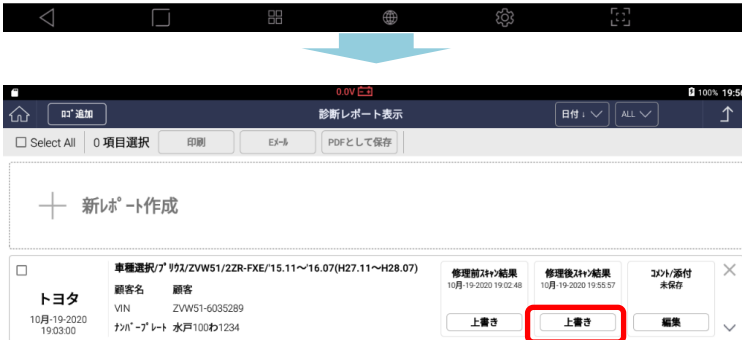 0.0V
100% 19:56
ﾛｺﾞ追加
診断レポート表示
日付↓
ALL
Select All
0 項目選択
印刷
Eﾒｰﾙ
PDFとして保存
新ﾚﾎﾟｰﾄ作成
車種選択/ﾌﾟﾘｳｽ/ZVW51/2ZR-FXE/'15.11～'16.07(H27.11～H28.07)
トヨタ
10月-19-2020
19:03:00
顧客名 顧客
VIN ZVW51-6035289
ﾅﾝﾊﾞｰﾌﾟﾚｰﾄ 水戸100わ1234
修理前ｽｷｬﾝ結果
10月-19-2020 19:02:48
上書き
修理後ｽｷｬﾝ結果
10月-19-2020 19:55:57
上書き
ｺﾒﾝﾄ/添付
未保存
編集